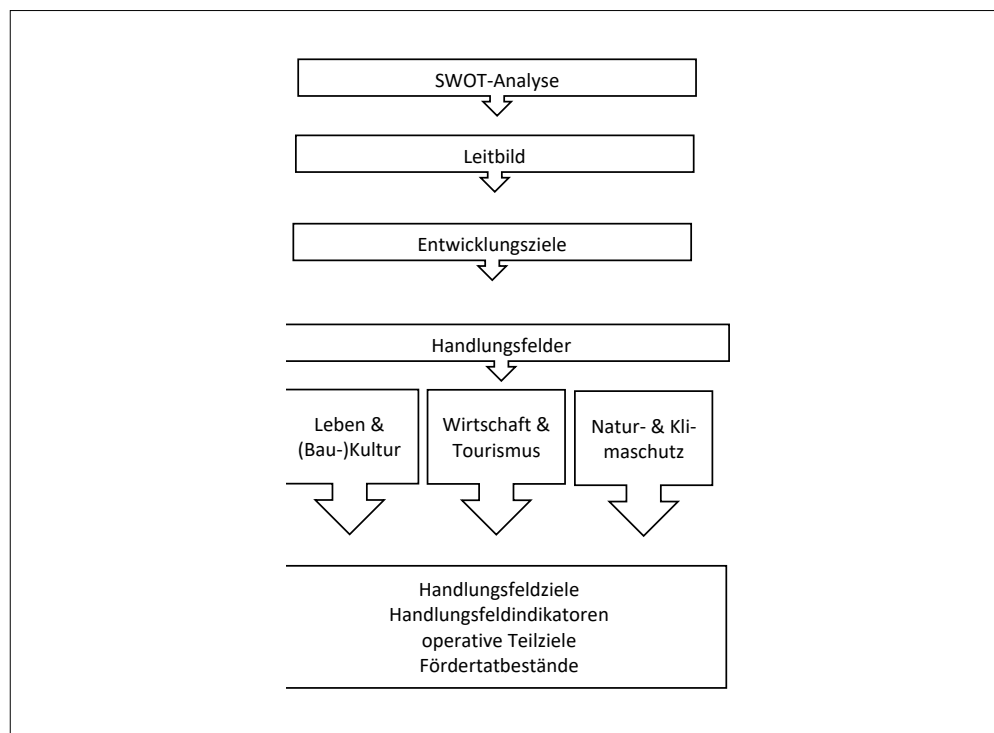 SWOT-Analyse
Leitbild
Entwicklungsziele
Handlungsfelder
Leben &
(Bau-)Kultur
Wirtschaft &
Tourismus
Natur- & Kli-
maschutz
Handlungsfeldziele
Handlungsfeldindikatoren
operative Teilziele
Fördertatbestände